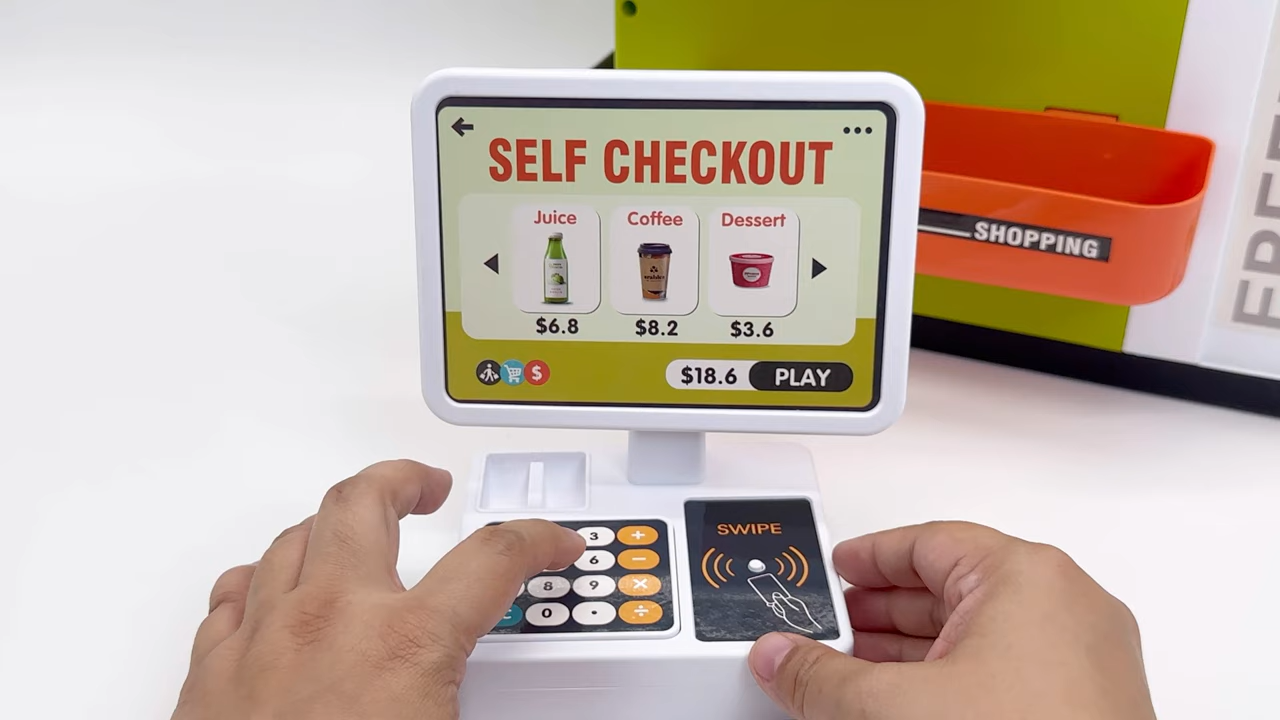 SELF CHECKOUT
Juice
Coffee
Dessert
$6.8
$8.2
$3.6
$
$18.6
PLAY
SHOPPING
3 +
6 −
8 9 ×
C 0 . ÷
SWIPE